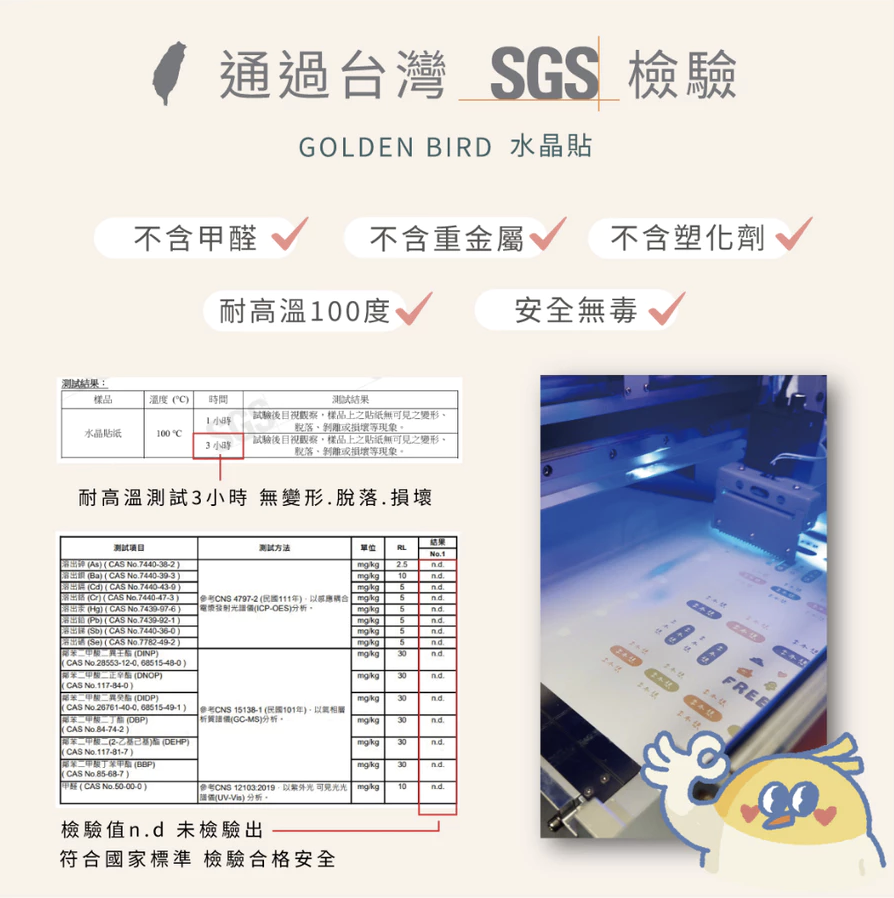 通過台灣 SGS 檢驗
GOLDEN BIRD 水晶貼
不含甲醛 不含重金屬 不含塑化劑
耐高溫100度 安全無毒
測試結果：
樣品 溫度 (°C) 時間 測試結果
水晶貼紙 100 °C
1 小時 試驗後目視觀察，樣品上之貼紙無可見之變形、
脫落、剝離或損壞等現象。
3 小時 試驗後目視觀察，樣品上之貼紙無可見之變形、
脫落、剝離或損壞等現象。
SGS
耐高溫測試3小時 無變形.脫落.損壞
測試項目 測試方法 單位 RL 結果
No.1
溶出砷 (As) ( CAS No.7440-38-2 ) mg/kg 2.5 n.d.
溶出鋇 (Ba) ( CAS No.7440-39-3 ) mg/kg 10 n.d.
溶出鎘 (Cd) ( CAS No.7440-43-9 ) mg/kg 5 n.d.
溶出鉻 (Cr) ( CAS No.7440-47-3 ) mg/kg 5 n.d.
溶出汞 (Hg) ( CAS No.7439-97-6 ) mg/kg 5 n.d.
溶出鉛 (Pb) ( CAS No.7439-92-1 ) mg/kg 5 n.d.
溶出銻 (Sb) ( CAS No.7440-36-0 ) mg/kg 5 n.d.
溶出硒 (Se) ( CAS No.7782-49-2 ) mg/kg 5 n.d.
參考CNS 4797-2 (民國111年)，以感應耦合
電漿發射光譜儀(ICP-OES)分析。
鄰苯二甲酸二異壬酯 (DINP) mg/kg 30 n.d.
( CAS No.28553-12-0, 68515-48-0 )
鄰苯二甲酸二正辛酯 (DNOP) mg/kg 30 n.d.
( CAS No.117-84-0 )
鄰苯二甲酸二異癸酯 (DIDP) mg/kg 30 n.d.
( CAS No.26761-40-0, 68515-49-1 )
鄰苯二甲酸二丁酯 (DBP) mg/kg 30 n.d.
( CAS No.84-74-2 )
鄰苯二甲酸二(2-乙基己基)酯 (DEHP) mg/kg 30 n.d.
( CAS No.117-81-7 )
鄰苯二甲酸丁苯甲酯 (BBP) mg/kg 30 n.d.
( CAS No.85-68-7 )
參考CNS 15138-1 (民國101年)，以氣相層
析質譜儀(GC-MS)分析。
甲醛 ( CAS No.50-00-0 ) mg/kg 10 n.d.
參考CNS 12103:2019，以紫外光 可見光光
譜儀(UV-Vis) 分析。
檢驗值n.d 未檢驗出
符合國家標準 檢驗合格安全
FREE